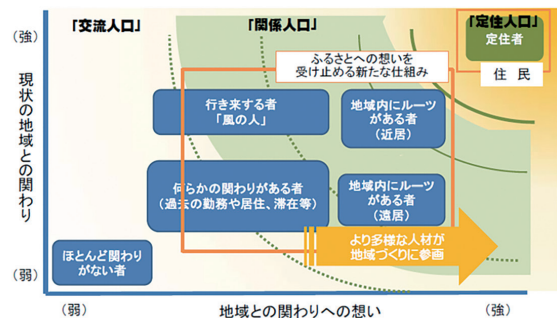 「交流人口」
「関係人口」
「定住人口」
（強）
定住者
住 民
ふるさとへの想いを
受け止める新たな仕組み
現状の地域との関わり
行き来する者
「風の人」
地域内にルーツ
がある者
（近居）
何らかの関わりがある者
（過去の勤務や居住、滞在等）
地域内にルーツ
がある者
（遠居）
より多様な人材が
地域づくりに参画
ほとんど関わり
がない者
（弱）
（弱）
地域との関わりへの想い
（強）